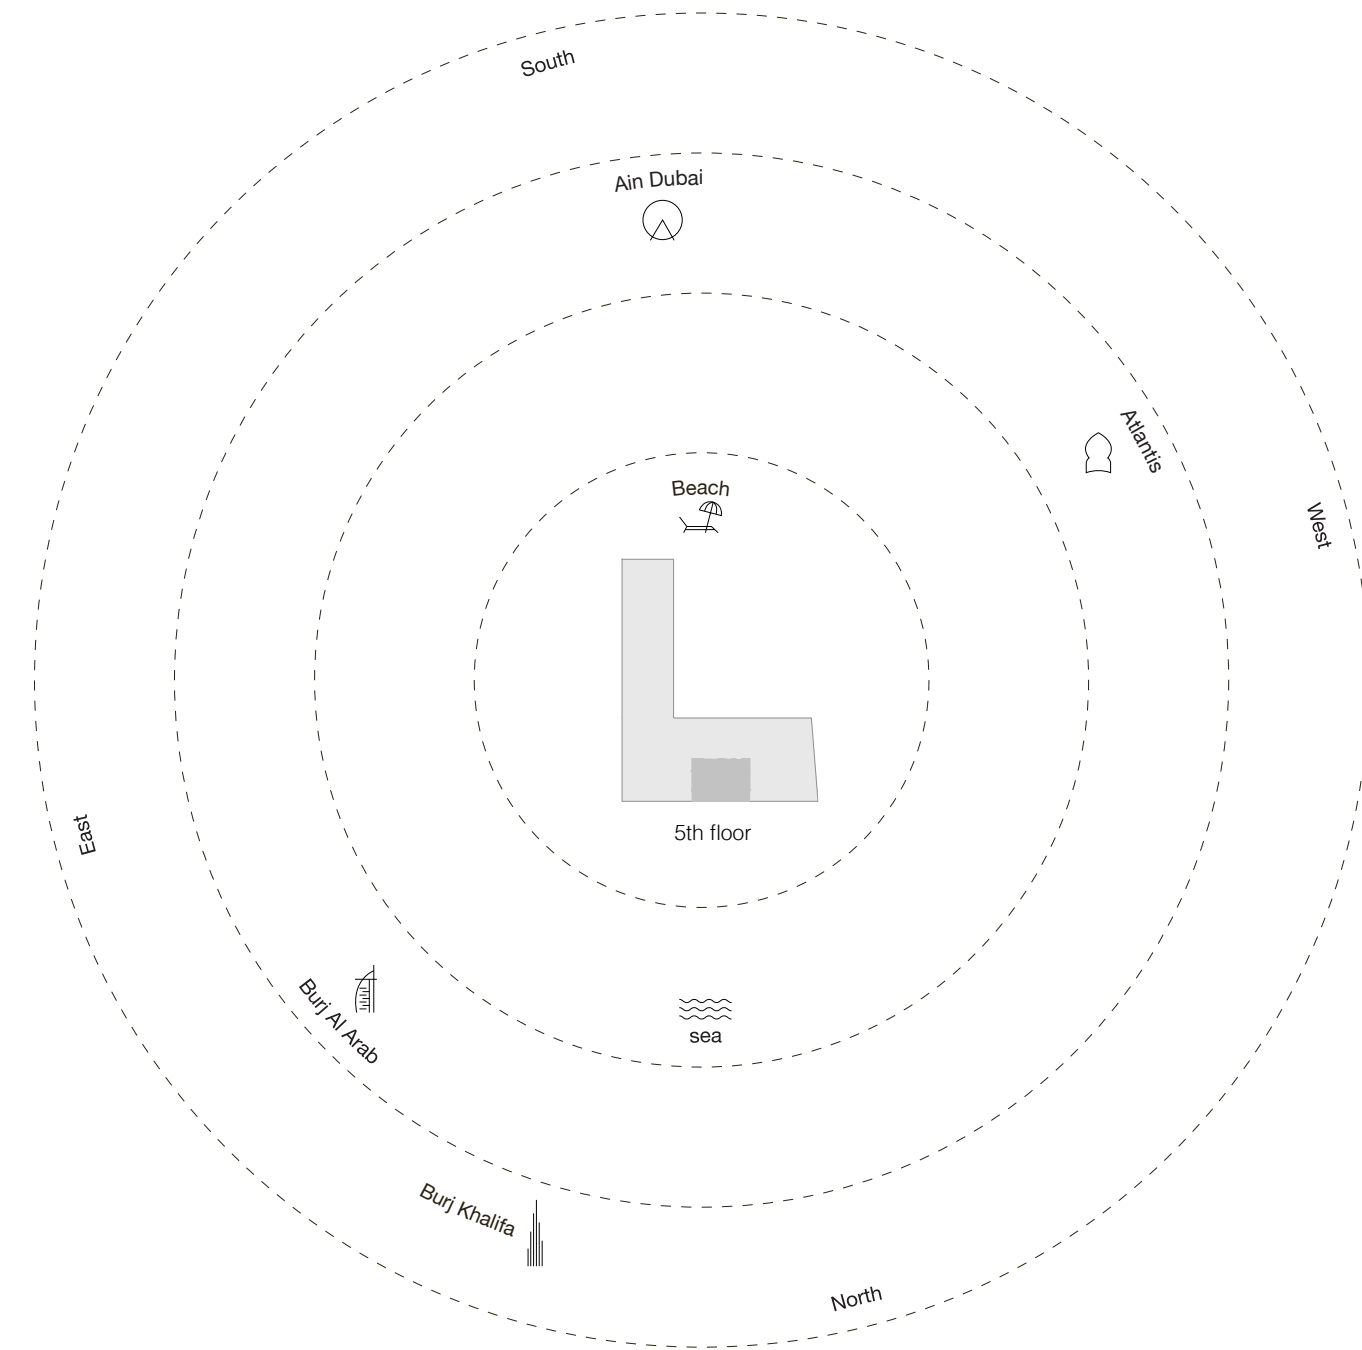 South
Ain Dubai
Atlantis
Beach
West
5th floor
East
Burj Al Arab
sea
Burj Khalifa
North